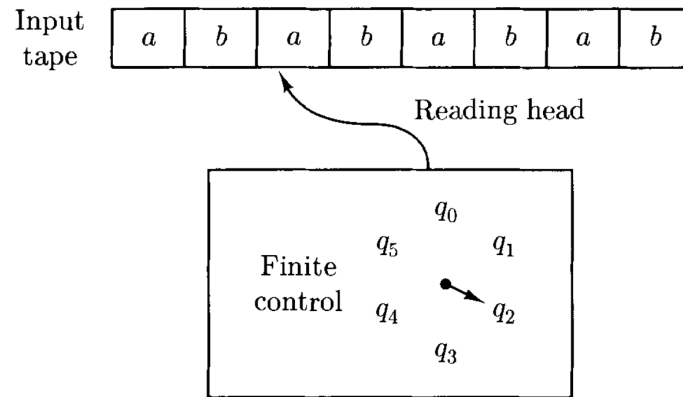 Input
tape
a b a b a b a b
Reading head
q₀
q₅ q₁
Finite
control
q₄ q₂
q₃